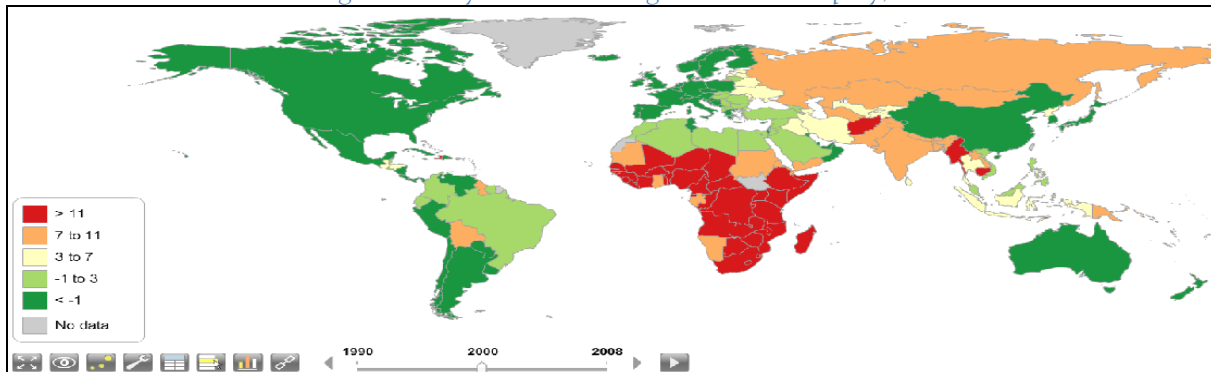 > 11
7 to 11
3 to 7
-1 to 3
< -1
No data
1990 2000 2008